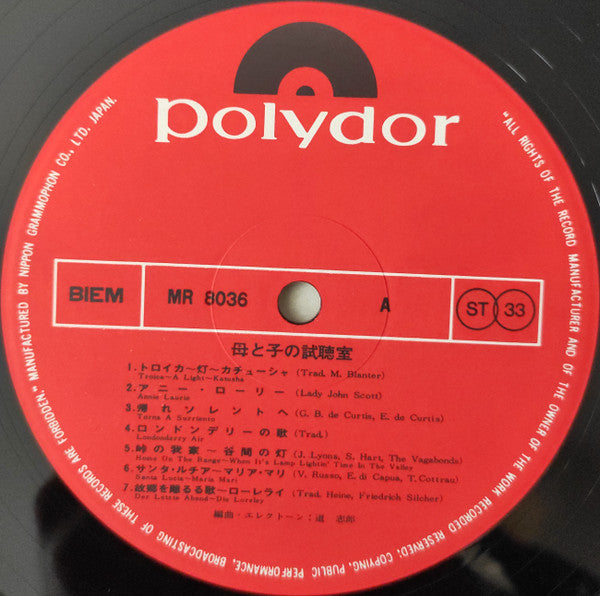 polydor
BIEM
MR 8036
A
ST 33
母と子の試聴室
1.トロイカ〜灯〜カチューシャ (Trad. M. Blanter)
Troica〜A Light〜Katusha
2.アニー・ローリー (Lady John Scott)
Annie Laurie
3.帰れソレントへ (G. B. de Curtis, E. de Curtis)
Torna A Surriento
4.ロンドンデリーの歌 (Trad.)
Londonderry Air
5.峠の我家〜谷間の灯 (J. Lyons, S. Hart, The Vagabonds)
Home On The Range〜When It's Lamp Lightin' Time In The Valley
6.サンタ・ルチア〜マリア・マリ (V. Russo, E. di Capua, T. Cottrau)
Santa Lucia〜Maria Mari
7.故郷を離るる歌〜ローレライ (Trad. Heine, Friedrich Silcher)
Der Lutzte Abend〜Die Loreley
編曲・エレクトーン:道 志郎
"ALL RIGHTS OF THE RECORD MANUFACTURER AND OF THE OWNER OF THE WORK RECORDED RESERVED; COPYING, PUBLIC PERFORMANCE, BROADCASTING OF THESE RECORDS ARE FORBIDDEN." MANUFACTURED BY NIPPON GRAMMOPHON CO., LTD. JAPAN.